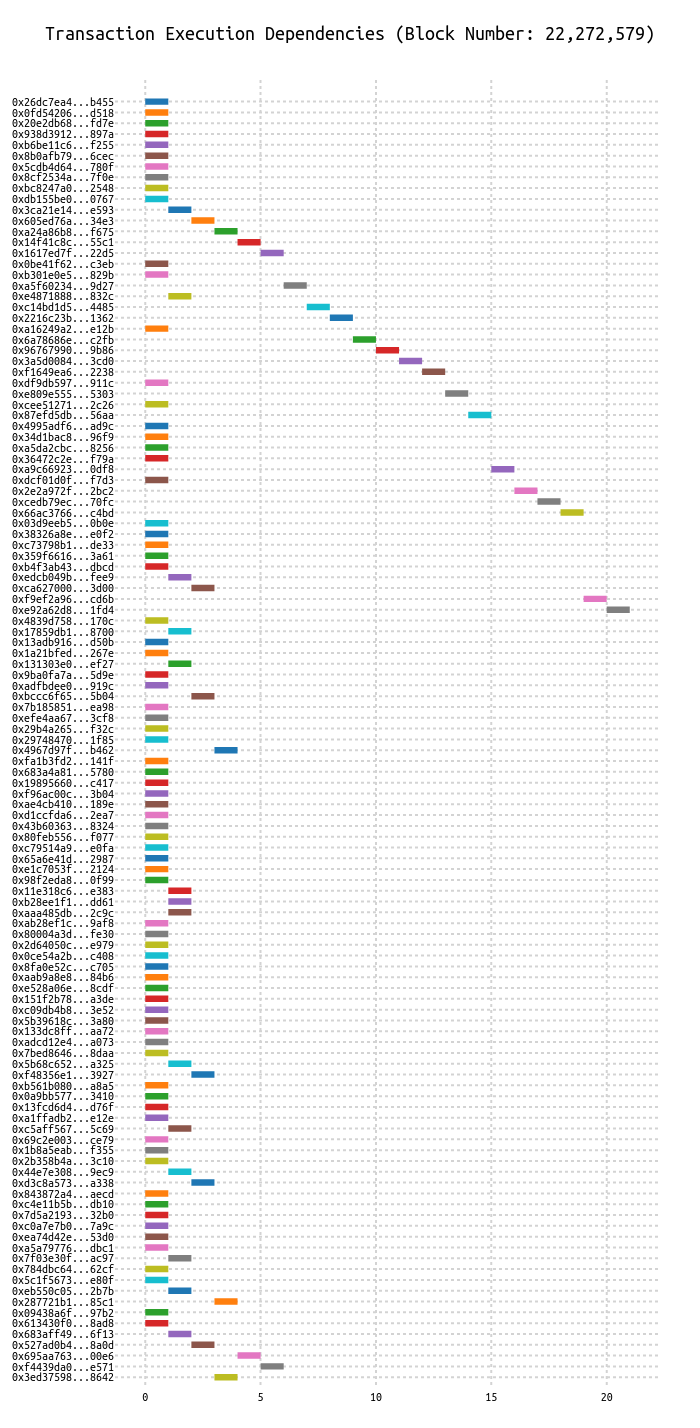 Transaction Execution Dependencies (Block Number: 22,272,579)
0x26dc7ea4...b455
0x0fd54206...d518
0x20e2db68...fd7e
0x938d3912...897a
0xb6be11c6...f255
0x8b0afb79...6cec
0x5cdb4d64...780f
0x8cf2534a...7f0e
0xbc8247a0...2548
0xdb155be0...0767
0x3ca21e14...e593
0x605ed76a...34e3
0xa24a86b8...f675
0x14f41c8c...55c1
0x1617ed7f...22d5
0x0be41f62...c3eb
0xb301e0e5...829b
0xa5f60234...9d27
0xe4871888...832c
0xc14bd1d5...4485
0x2216c23b...1362
0xa16249a2...e12b
0x6a78686e...c2fb
0x96767990...9b86
0x3a5d0084...3cd0
0xf1649ea6...2238
0xdf9db597...911c
0xe809e555...5303
0xcee51271...2c26
0x87efd5db...56aa
0x4995adf6...ad9c
0x34d1bac8...96f9
0xa5da2cbc...8256
0x36472c2e...f79a
0xa9c66923...0df8
0xdcf01d0f...f7d3
0x2e2a972f...2bc2
0xcedb79ec...70fc
0x66ac3766...c4bd
0x03d9eeb5...0b0e
0x38326a8e...e0f2
0xc73798b1...de33
0x359f6616...3a61
0xb4f3ab43...dbcd
0xedcb049b...fee9
0xca627000...3d00
0xf9ef2a96...cd6b
0xe92a62d8...1fd4
0x4839d758...170c
0x17859db1...8700
0x13adb916...d50b
0x1a21bfed...267e
0x131303e0...ef27
0x9ba0fa7a...5d9e
0xadfbdee0...919c
0xbccc6f65...5b04
0x7b185851...ea98
0xefe4aa67...3cf8
0x29b4a265...f32c
0x29748470...1f85
0x4967d97f...b462
0xfa1b3fd2...141f
0x683a4a81...5780
0x19895660...c417
0xf96ac00c...3b04
0xae4cb410...189e
0xd1ccfda6...2ea7
0x43b60363...8324
0x80feb556...f077
0xc79514a9...e0fa
0x65a6e41d...2987
0xe1c7053f...2124
0x98f2eda8...0f99
0x11e318c6...e383
0xb28ee1f1...dd61
0xaaa485db...2c9c
0xab28ef1c...9af8
0x80004a3d...fe30
0x2d64050c...e979
0x0ce54a2b...c408
0x8fa0e52c...c705
0xaab9a8e8...84b6
0xe528a06e...8cdf
0x151f2b78...a3de
0xc09db4b8...3e52
0x5b39618c...3a80
0x133dc8ff...aa72
0xadcd12e4...a073
0x7bed8646...8daa
0x5b68c652...a325
0xf48356e1...3927
0xb561b080...a8a5
0x0a9bb577...3410
0x13fcd6d4...d76f
0xa1ffadb2...e12e
0xc5aff567...5c69
0x69c2e003...ce79
0x1b8a5eab...f355
0x2b358b4a...3c10
0x44e7e308...9ec9
0xd3c8a573...a338
0x843872a4...aecd
0xc4e11b5b...db10
0x7d5a2193...32b0
0xc0a7e7b0...7a9c
0xea74d42e...53d0
0xa5a79776...dbc1
0x7f03e30f...ac97
0x784dbc64...62cf
0x5c1f5673...e80f
0xeb550c05...2b7b
0x287721b1...85c1
0x09438a6f...97b2
0x613430f0...8ad8
0x683aff49...6f13
0x527ad0b4...8a0d
0x695aa763...00e6
0xf4439da0...e571
0x3ed37598...8642
0 5 10 15 20